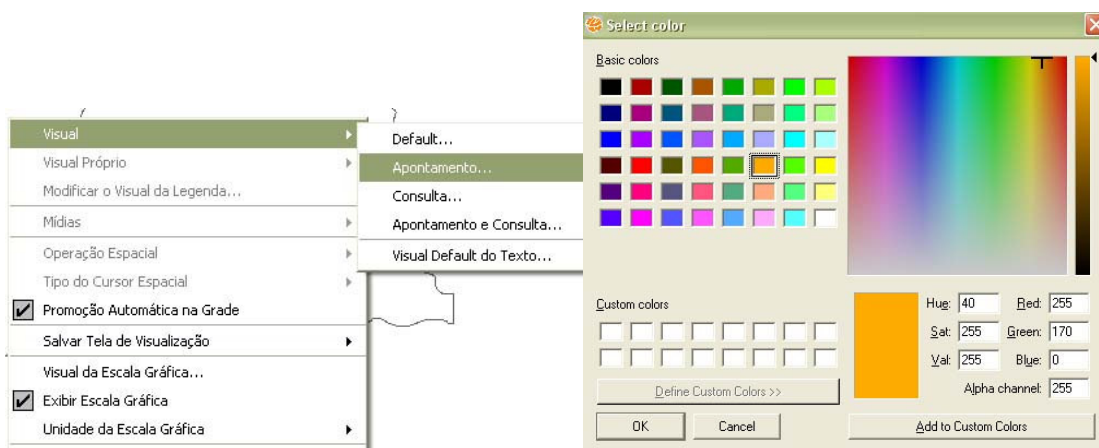 Visual
Visual Próprio
Modificar o Visual da Legenda...
Mídias
Operação Espacial
Tipo do Cursor Espacial
Promoção Automática na Grade
Salvar Tela de Visualização
Visual da Escala Gráfica...
Exibir Escala Gráfica
Unidade da Escala Gráfica
Default...
Apontamento...
Consulta...
Apontamento e Consulta...
Visual Default do Texto...
Select color
Basic colors
Custom colors
Define Custom Colors >>
OK Cancel
Hue: 40 Red: 255
Sat: 255 Green: 170
Val: 255 Blue: 0
Alpha channel: 255
Add to Custom Colors